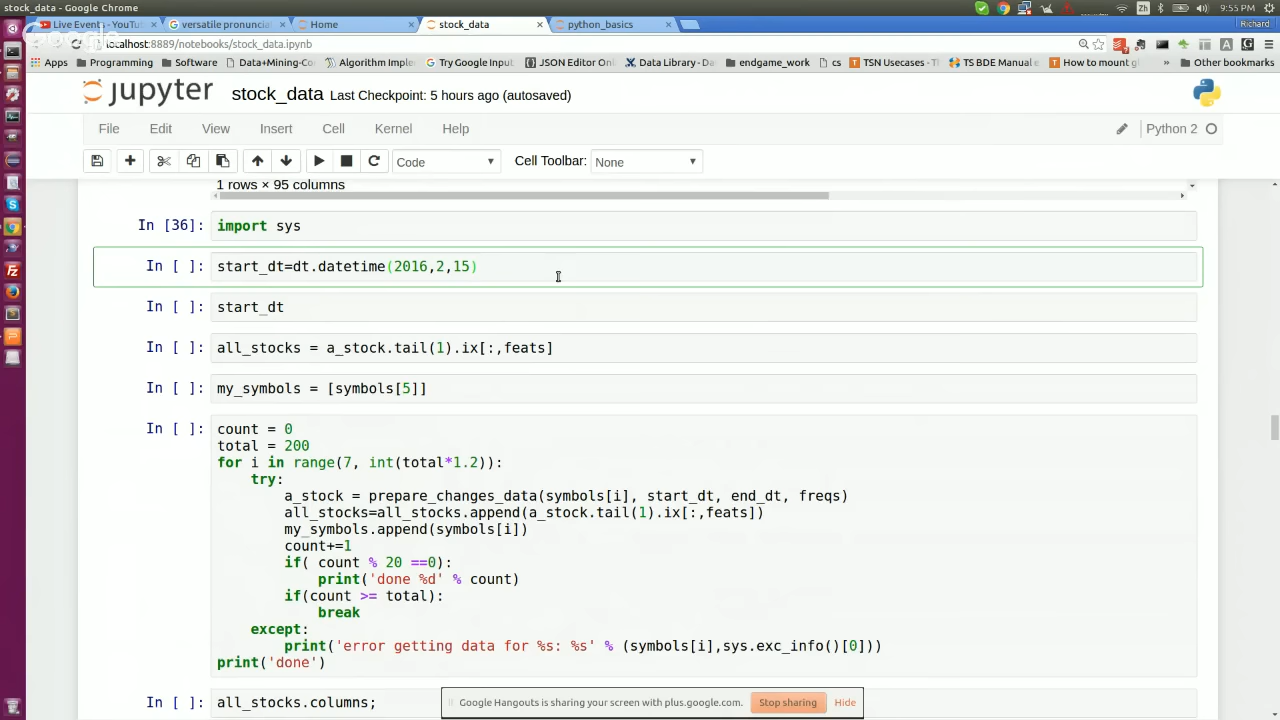 stock_data - Google Chrome
9:55 PM
Zh
Live Events - YouTu
versatile pronunciat
Home
stock_data
python_basics
Richard
localhost:8889/notebooks/stock_data.ipynb
Apps
Programming
Software
Data+Mining-Co
Algorithm Implem
Try Google Input
JSON Editor Onl
Data Library - De
endgame_work
cs
TSN Usecases - Th
TS BDE Manual e
How to mount g
»
Other bookmarks
jupyter stock_data Last Checkpoint: 5 hours ago (autosaved)
File Edit View Insert Cell Kernel Help
Python 2
Code
Cell Toolbar: None
1 rows × 95 columns
In [36]: import sys
In [ ]: start_dt=dt.datetime(2016,2,15)
In [ ]: start_dt
In [ ]: all_stocks = a_stock.tail(1).ix[:,feats]
In [ ]: my_symbols = [symbols[5]]
In [ ]: count = 0
total = 200
for i in range(7, int(total*1.2)):
try:
a_stock = prepare_changes_data(symbols[i], start_dt, end_dt, freqs)
all_stocks=all_stocks.append(a_stock.tail(1).ix[:,feats])
my_symbols.append(symbols[i])
count+=1
if( count % 20 ==0):
print('done %d' % count)
if(count >= total):
break
except:
print('error getting data for %s: %s' % (symbols[i],sys.exc_info()[0]))
print('done')
In [ ]: all_stocks.columns;
Google Hangouts is sharing your screen with plus.google.com. Stop sharing Hide